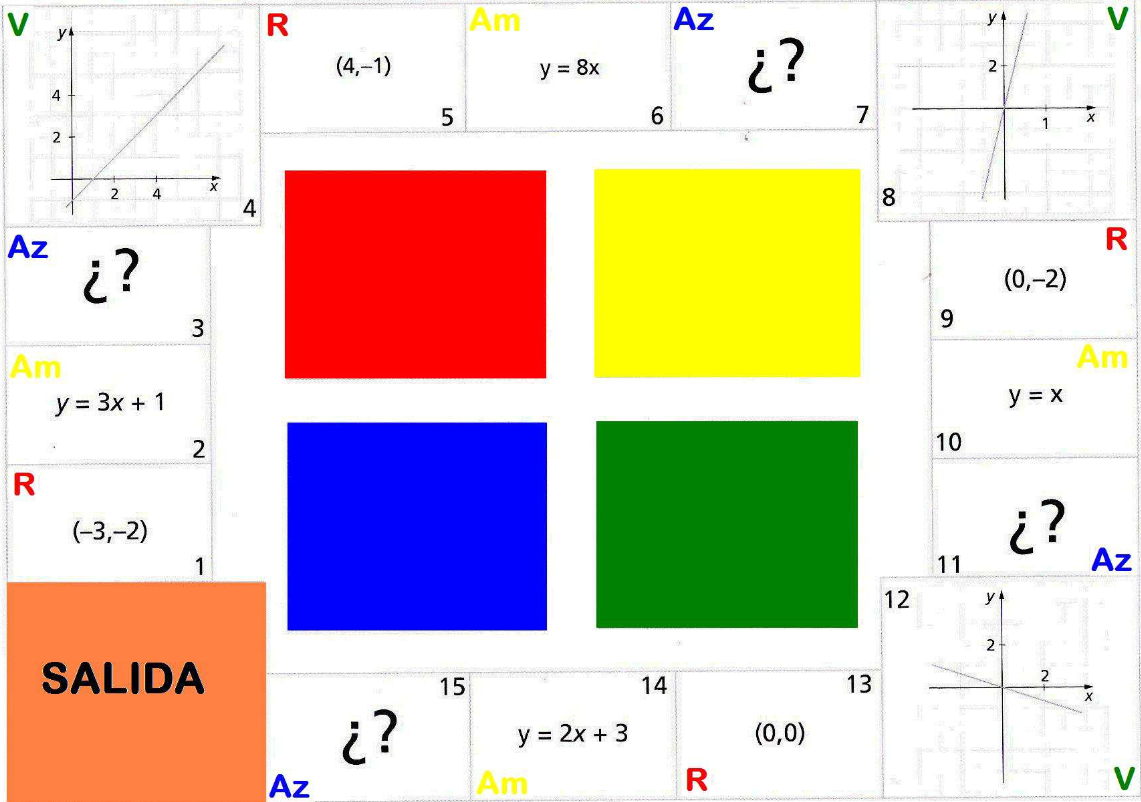 V
y
4
2
2
4
x
4
R
(4,–1)
5
Am
y = 8x
6
Az
¿?
7
V
y
2
1
x
8
Az
¿?
3
R
(0,–2)
9
Am
y = 3x + 1
2
Am
y = x
10
R
(–3,–2)
1
¿?
11
Az
SALIDA
15
¿?
Az
14
y = 2x + 3
Am
13
(0,0)
R
12
y
2
2
x
V